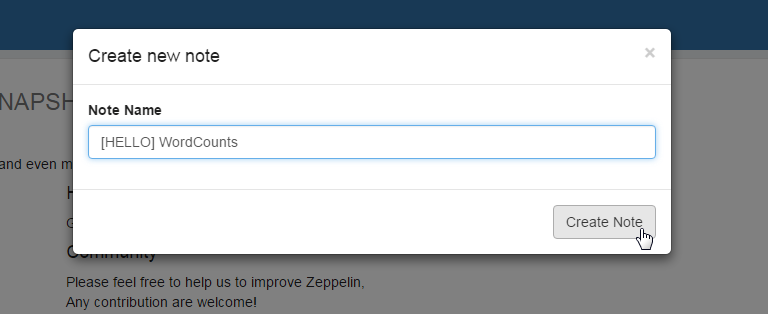 Create new note
×
Note Name
[HELLO] WordCounts
Create Note
NAPSH
and even m
Community
Please feel free to help us to improve Zeppelin,
Any contribution are welcome!